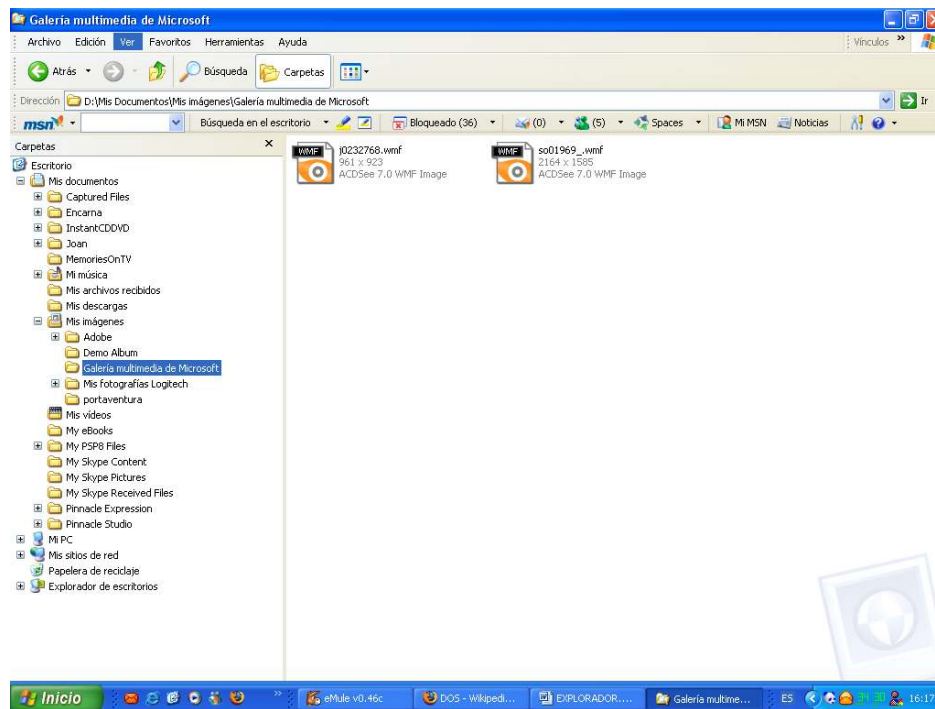 Galería multimedia de Microsoft
Archivo Edición Ver Favoritos Herramientas Ayuda Vínculos »
Atrás Búsqueda Carpetas
Dirección D:\Mis Documentos\Mis imágenes\Galería multimedia de Microsoft Ir
msn Búsqueda en el escritorio Bloqueado (36) (0) (5) Spaces Mi MSN Noticias
Carpetas
Escritorio
Mis documentos
Captured Files
Encarna
InstantCDDVD
Joan
MemoriesOnTV
Mi música
Mis archivos recibidos
Mis descargas
Mis imágenes
Adobe
Demo Album
Galería multimedia de Microsoft
Mis fotografías Logitech
portaventura
Mis vídeos
My eBooks
My PSP8 Files
My Skype Content
My Skype Pictures
My Skype Received Files
Pinnacle Expression
Pinnacle Studio
Mi PC
Mis sitios de red
Papelera de reciclaje
Explorador de escritorios
WMF j0232768.wmf
961 x 923
ACDSee 7.0 WMF Image
WMF so01969_.wmf
2164 x 1585
ACDSee 7.0 WMF Image
Inicio » eMule v0.46c DOS - Wikipedi... EXPLORADOR.... Galería multime... ES 16:17